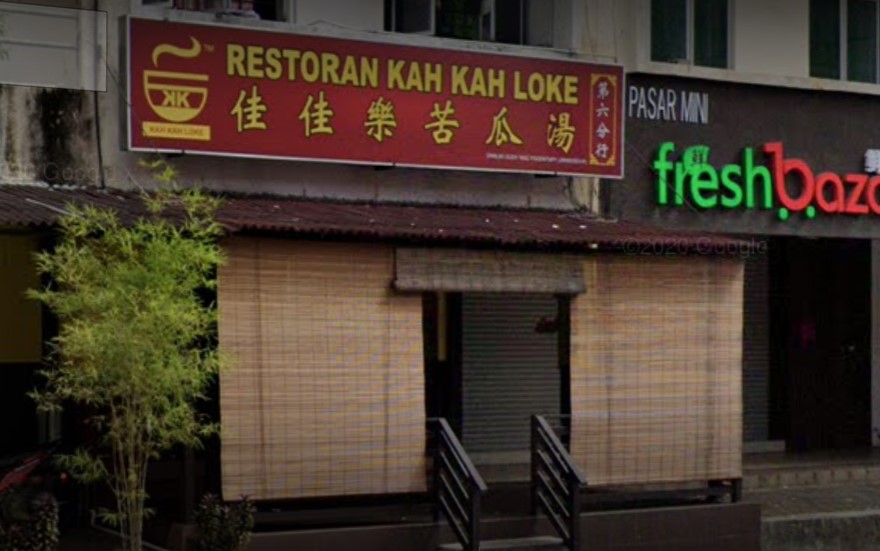 RESTORAN KAH KAH LOKE
佳佳樂苦瓜湯
第六分行
KK
KAH KAH LOKE
TM
PASAR MINI
freshbaza
©2020 Google